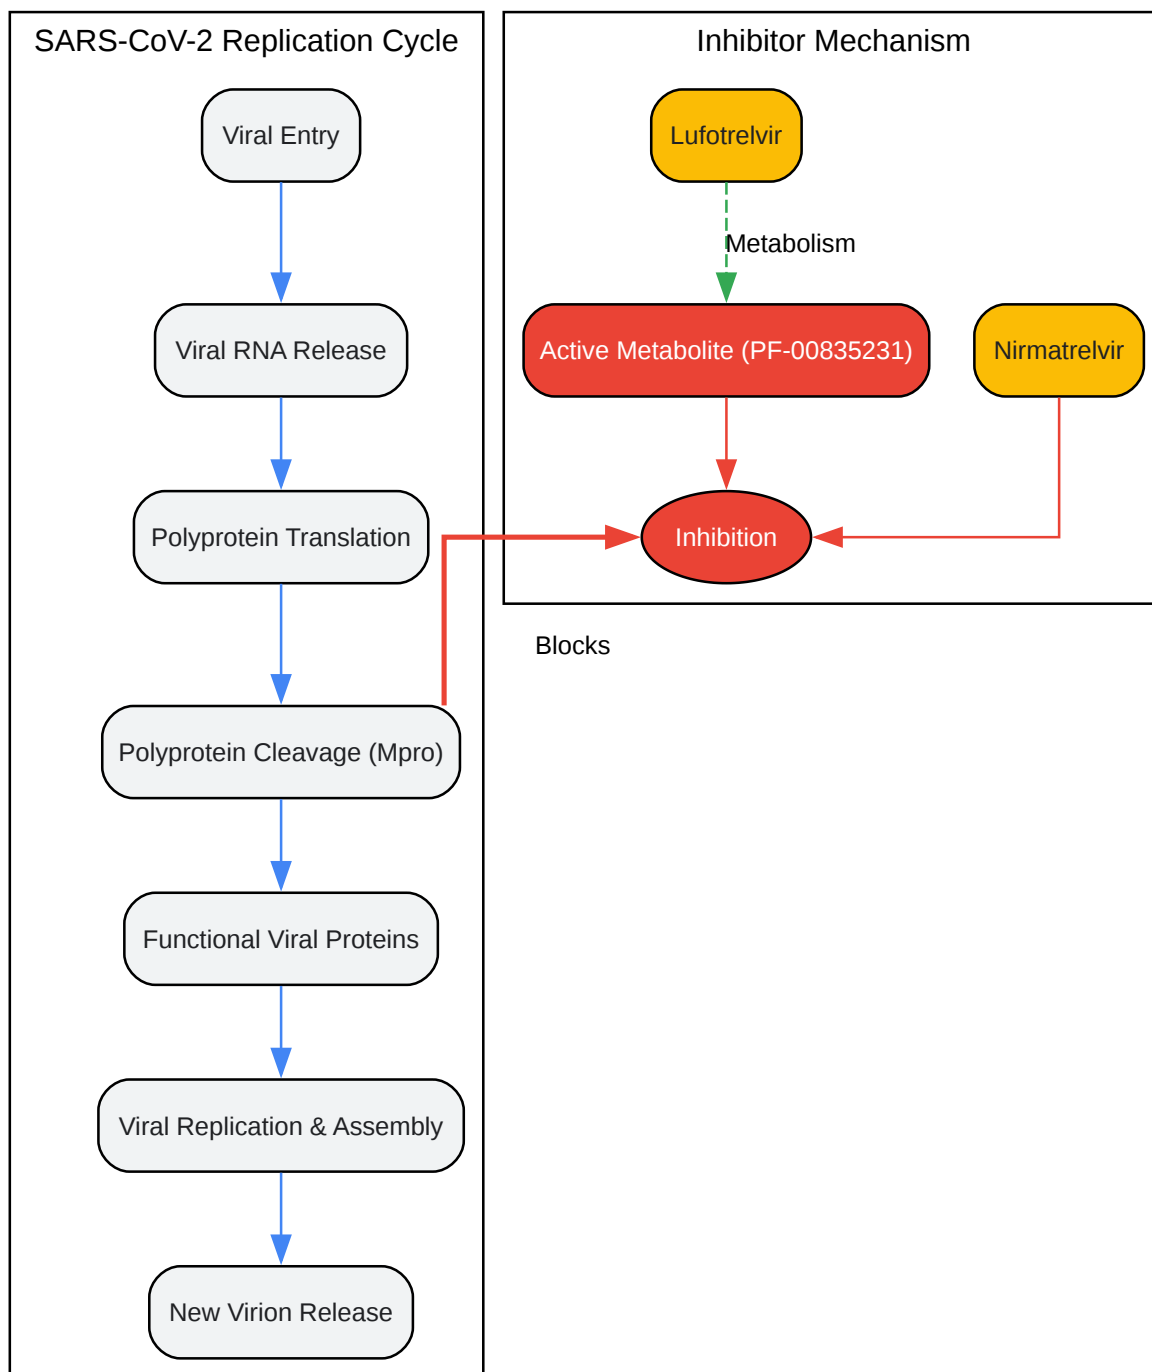 SARS-CoV-2 Replication Cycle
Viral Entry
Viral RNA Release
Polyprotein Translation
Polyprotein Cleavage (Mpro)
Functional Viral Proteins
Viral Replication & Assembly
New Virion Release
Inhibitor Mechanism
Lufotrelvir
Metabolism
Active Metabolite (PF-00835231)
Nirmatrelvir
Inhibition
Blocks